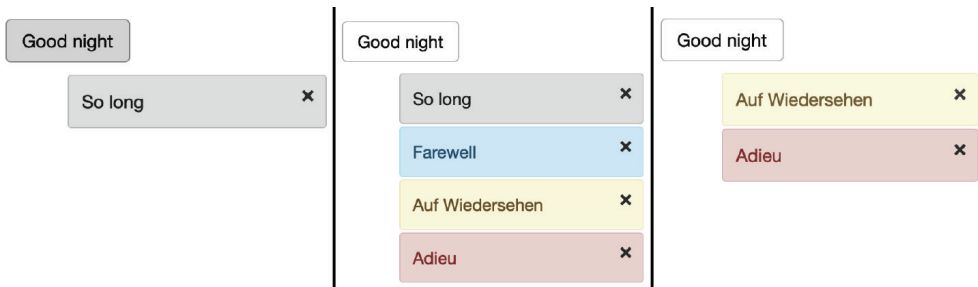 Good night
So long ×
Good night
So long ×
Farewell ×
Auf Wiedersehen ×
Adieu ×
Good night
Auf Wiedersehen ×
Adieu ×